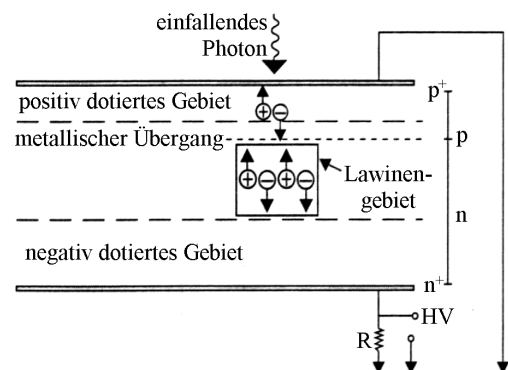 einfallendes
Photon
positiv dotiertes Gebiet
p+
metallischer Übergang
p
Lawinen-
gebiet
n
negativ dotiertes Gebiet
n+
HV
R